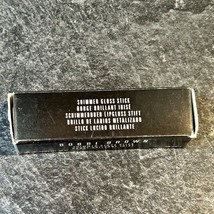 SHIMMER GLOSS STICK
ROUGE BRILLANT IRISÉ
SCHIMMERNDER LIPGLOSS STIFT
BRILLO DE LABIOS METALIZADO
STICK LUCIDO BRILLANTE
BOBBI BROWN